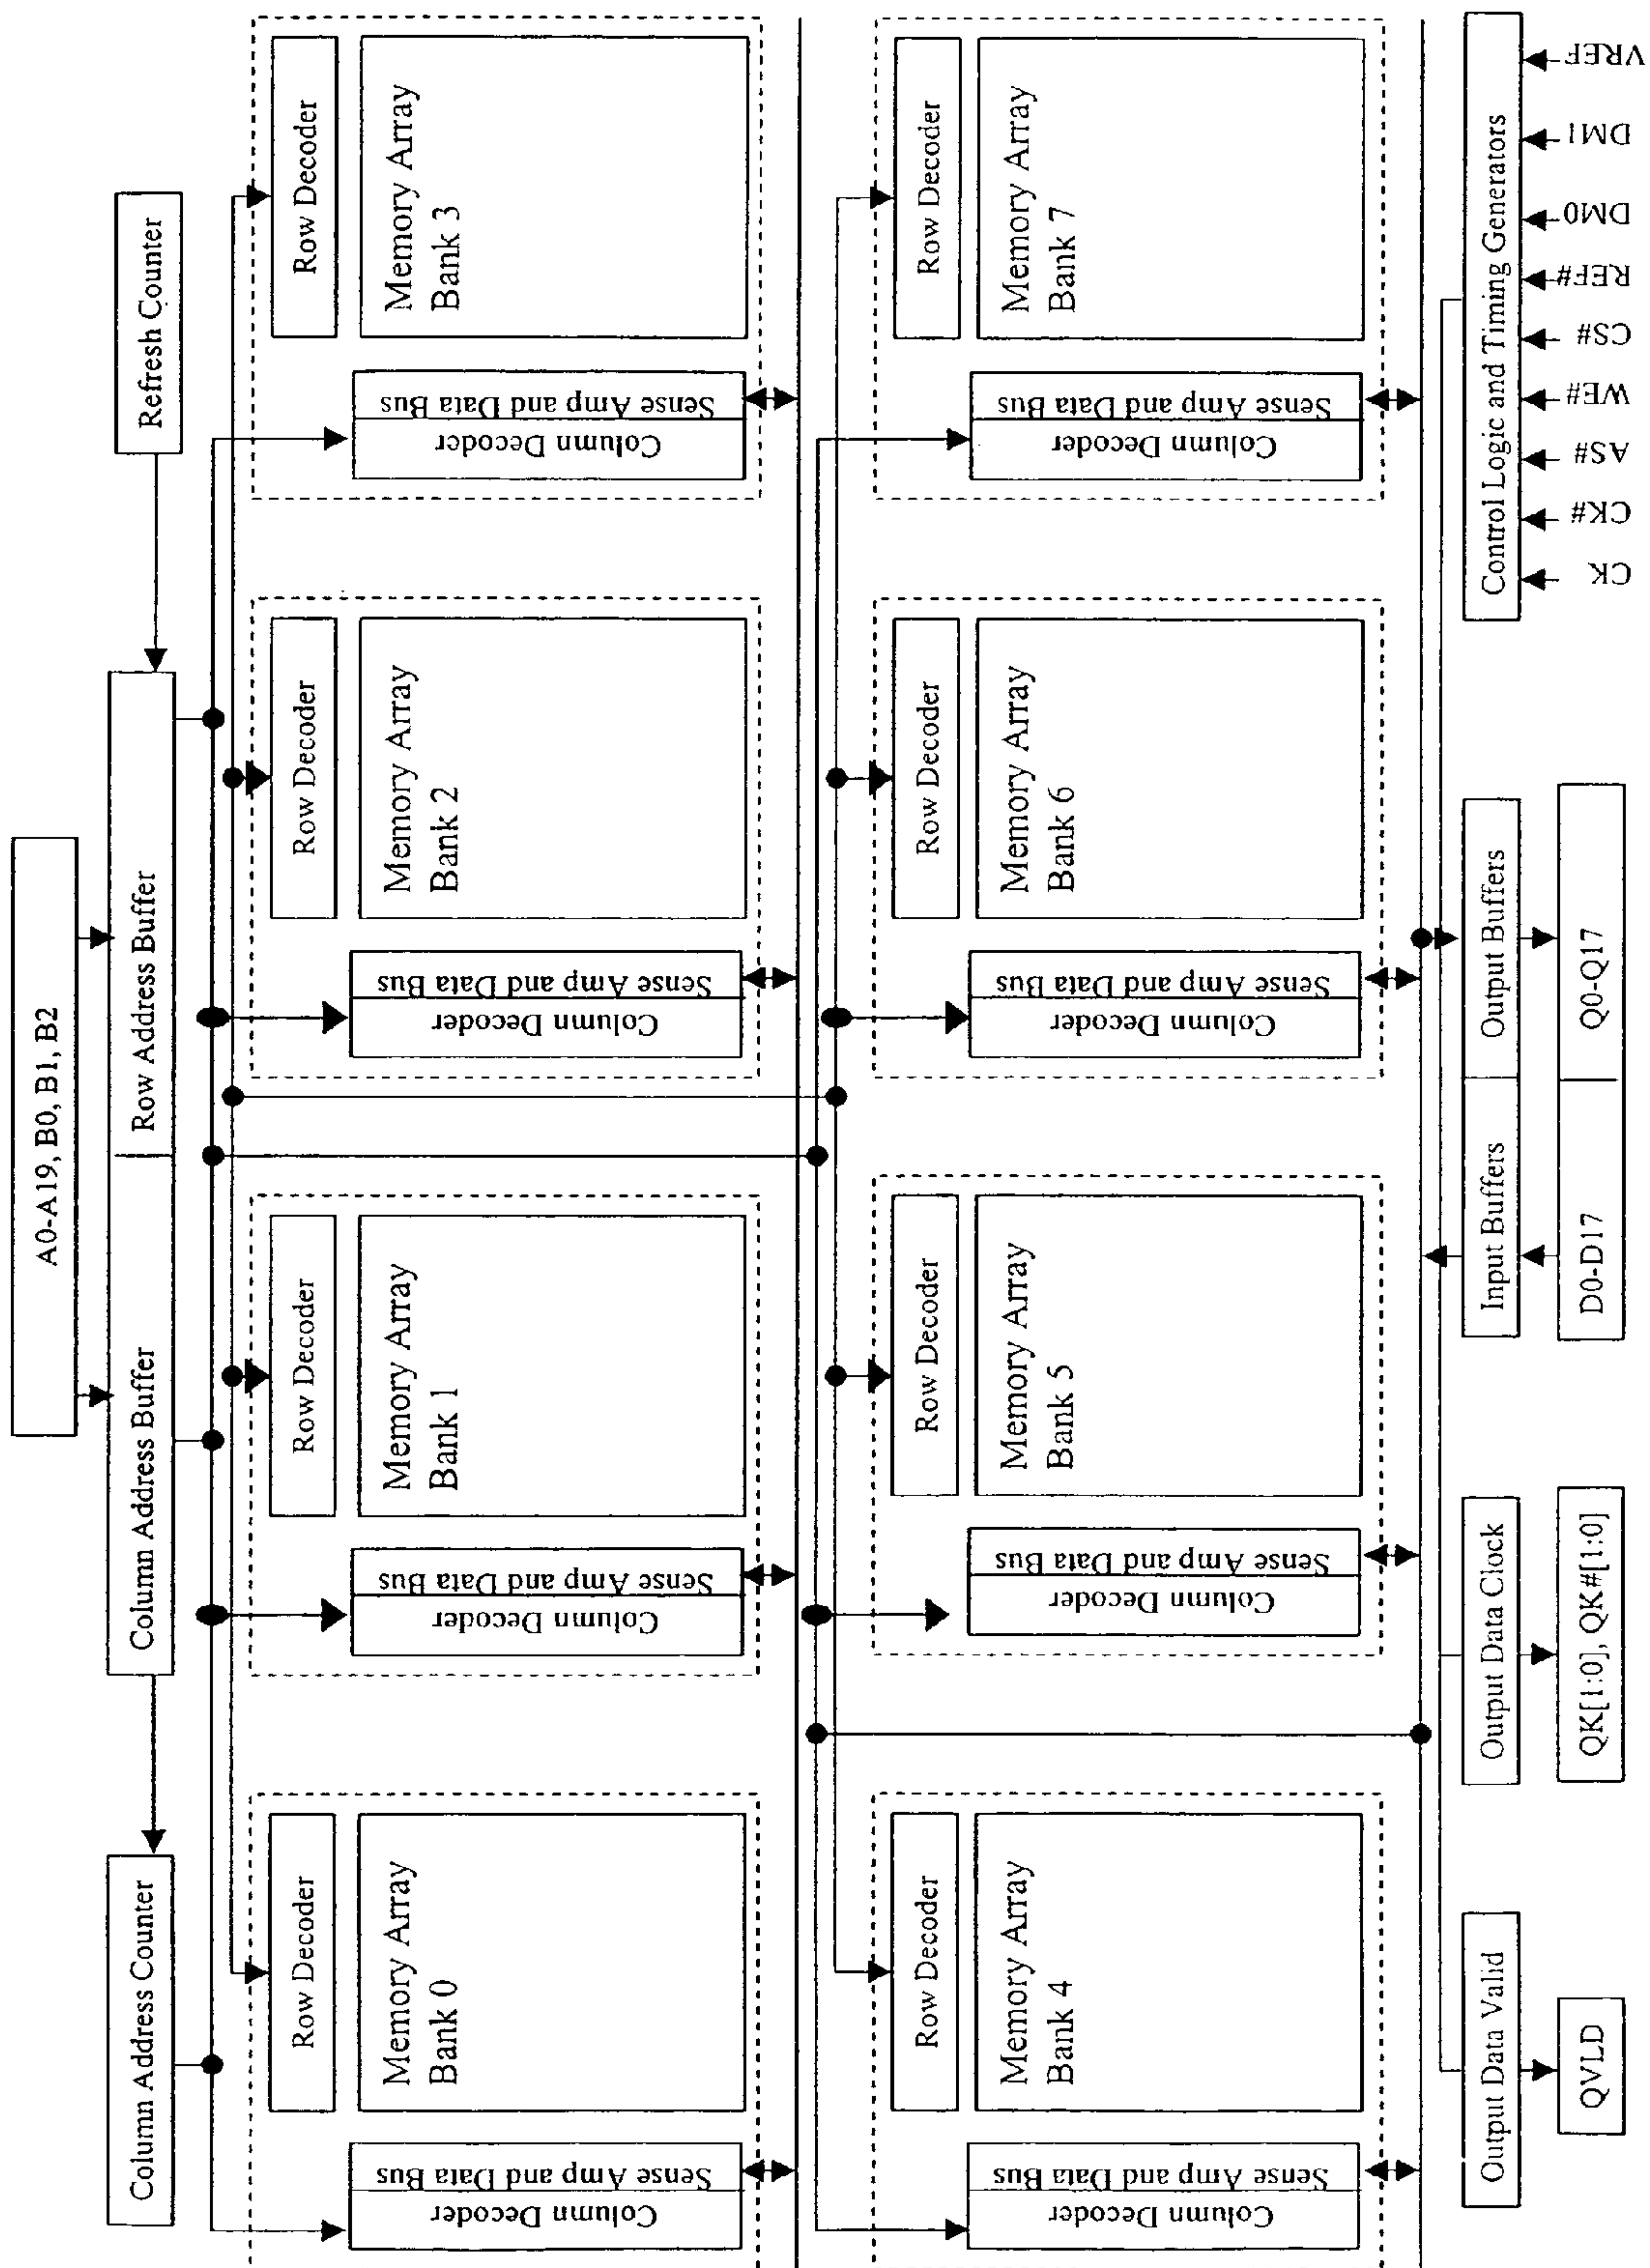 A0-A19, B0, B1, B2
Column Address Counter
Column Address Buffer
Row Address Buffer
Refresh Counter
Row Decoder
Memory Array
Bank 0
Column Decoder
Sense Amp and Data Bus
Row Decoder
Memory Array
Bank 1
Column Decoder
Sense Amp and Data Bus
Row Decoder
Memory Array
Bank 2
Column Decoder
Sense Amp and Data Bus
Row Decoder
Memory Array
Bank 3
Column Decoder
Sense Amp and Data Bus
Row Decoder
Memory Array
Bank 4
Column Decoder
Sense Amp and Data Bus
Row Decoder
Memory Array
Bank 5
Column Decoder
Sense Amp and Data Bus
Row Decoder
Memory Array
Bank 6
Column Decoder
Sense Amp and Data Bus
Row Decoder
Memory Array
Bank 7
Column Decoder
Sense Amp and Data Bus
Output Data Valid
Output Data Clock
Input Buffers
Output Buffers
Control Logic and Timing Generators
QVLD
QK[1:0], QK#[1:0]
D0-D17
Q0-Q17
CK
CK#
AS#
WE#
CS#
REF#
DM0
DM1
VREF